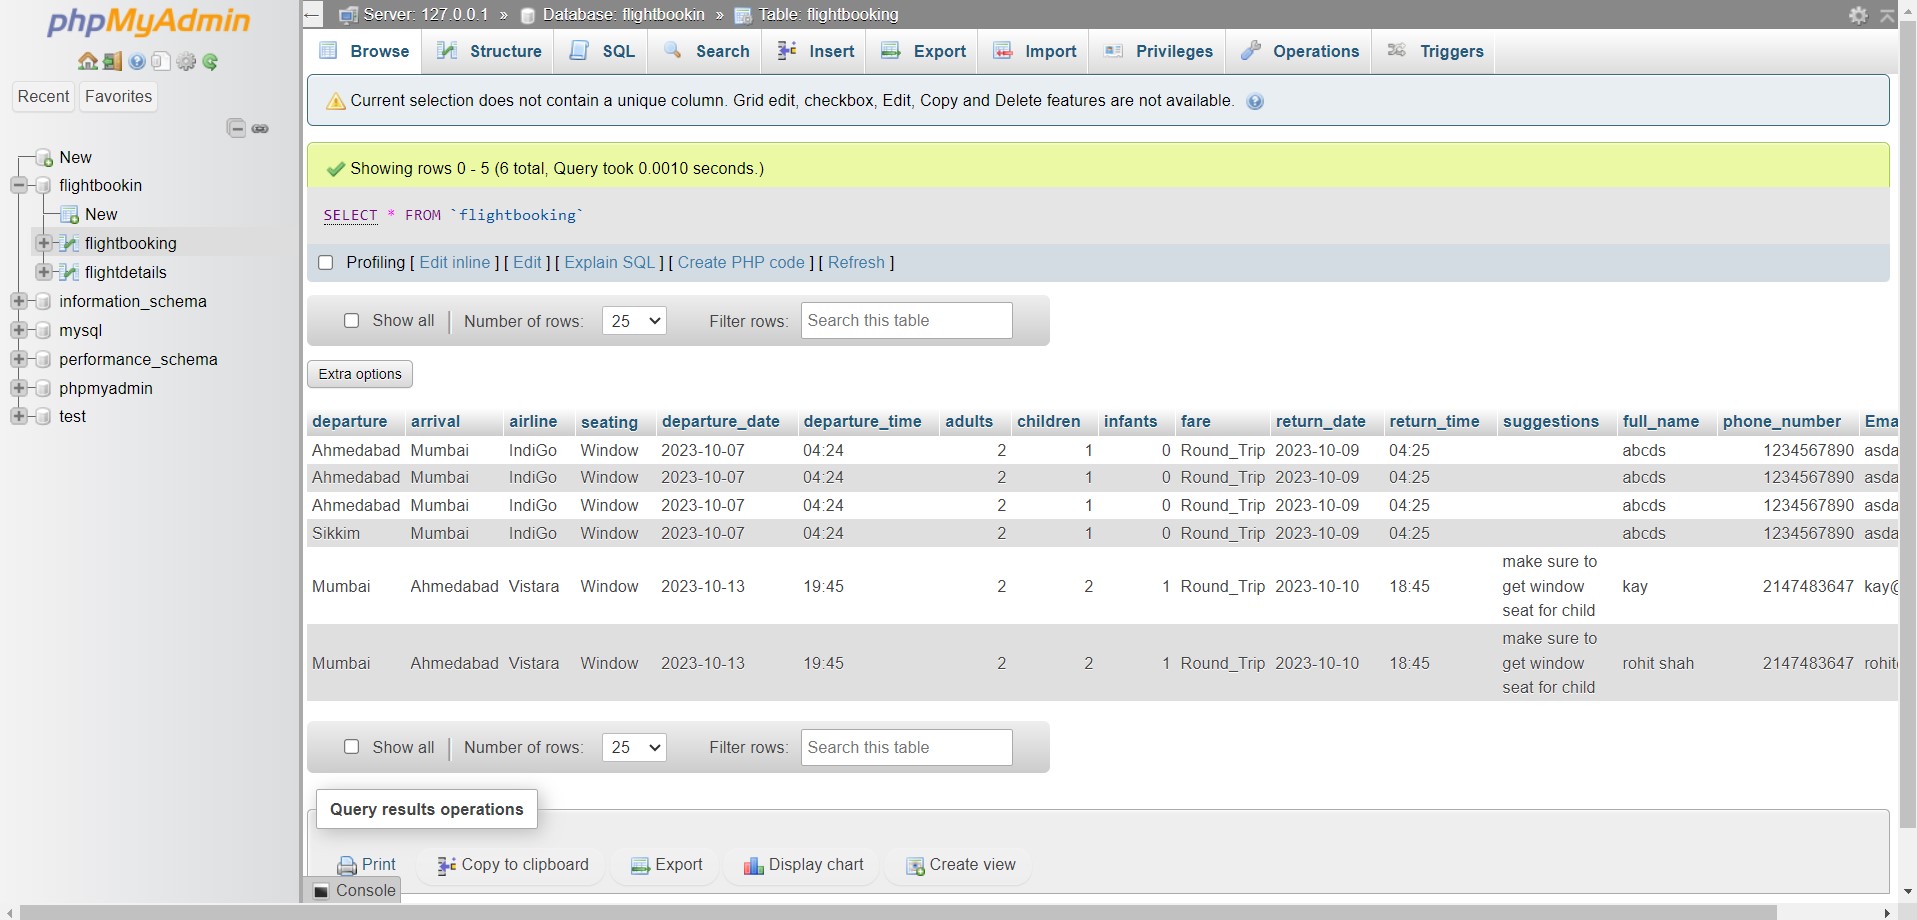 phpMyAdmin
Recent Favorites
New
flightbookin
New
flightbooking
flightdetails
information_schema
mysql
performance_schema
phpmyadmin
test
Server: 127.0.0.1 » Database: flightbookin » Table: flightbooking
Browse Structure SQL Search Insert Export Import Privileges Operations Triggers
Current selection does not contain a unique column. Grid edit, checkbox, Edit, Copy and Delete features are not available.
Showing rows 0 - 5 (6 total, Query took 0.0010 seconds.)
SELECT * FROM `flightbooking`
Profiling [ Edit inline ] [ Edit ] [ Explain SQL ] [ Create PHP code ] [ Refresh ]
Show all | Number of rows: 25 Filter rows: Search this table
Extra options
departure arrival airline seating departure_date departure_time adults children infants fare return_date return_time suggestions full_name phone_number Ema
Ahmedabad Mumbai IndiGo Window 2023-10-07 04:24 2 1 0 Round_Trip 2023-10-09 04:25 abcds 1234567890 asda
Ahmedabad Mumbai IndiGo Window 2023-10-07 04:24 2 1 0 Round_Trip 2023-10-09 04:25 abcds 1234567890 asda
Ahmedabad Mumbai IndiGo Window 2023-10-07 04:24 2 1 0 Round_Trip 2023-10-09 04:25 abcds 1234567890 asda
Sikkim Mumbai IndiGo Window 2023-10-07 04:24 2 1 0 Round_Trip 2023-10-09 04:25 abcds 1234567890 asda
make sure to
Mumbai Ahmedabad Vistara Window 2023-10-13 19:45 2 2 1 Round_Trip 2023-10-10 18:45 get window kay 2147483647 kay@
seat for child
make sure to
Mumbai Ahmedabad Vistara Window 2023-10-13 19:45 2 2 1 Round_Trip 2023-10-10 18:45 get window rohit shah 2147483647 rohit
seat for child
Show all | Number of rows: 25 Filter rows: Search this table
Query results operations
Print Copy to clipboard Export Display chart Create view
Console